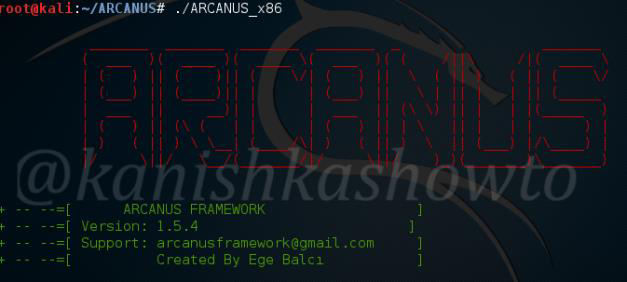 root@kali:~/ARCANUS# ./ARCANUS_x86
ARCANUS
@kanishkashowto
+ -- --=[ ARCANUS FRAMEWORK ]
+ -- --=[ Version: 1.5.4 ]
+ -- --=[ Support: arcanusframework@gmail.com ]
+ -- --=[ Created By Ege Balcı ]